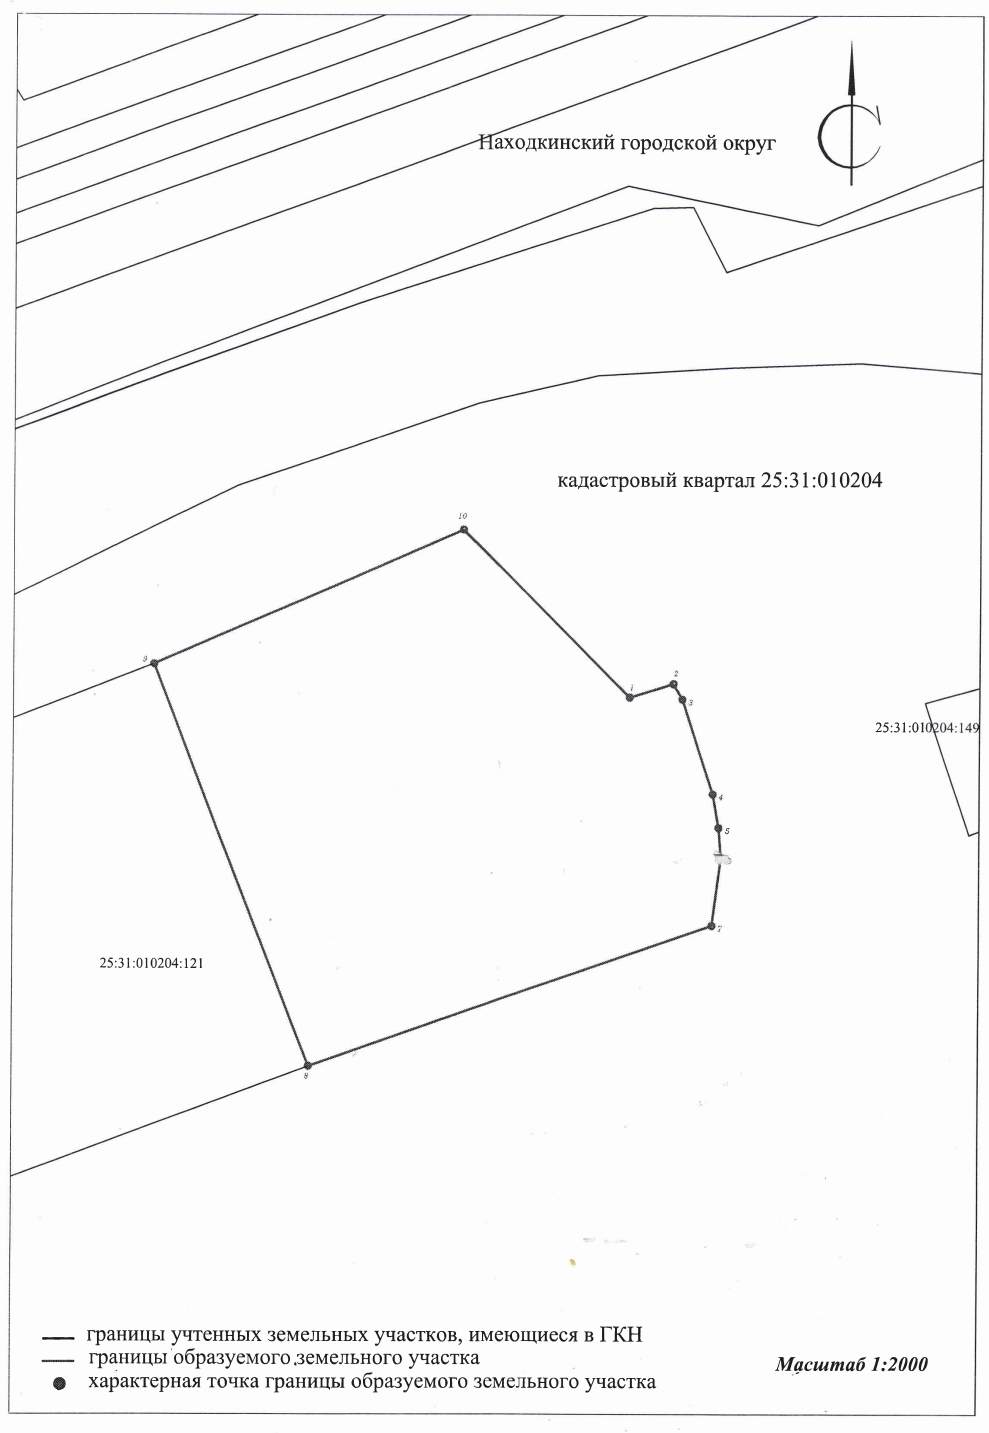 Находкинский городской округ
С
кадастровый квартал 25:31:010204
10
9
1
2
3
25:31:010204:149
4
5
7
25:31:010204:121
8
границы учтенных земельных участков, имеющиеся в ГКН
границы образуемого земельного участка
характерная точка границы образуемого земельного участка
Масштаб 1:2000